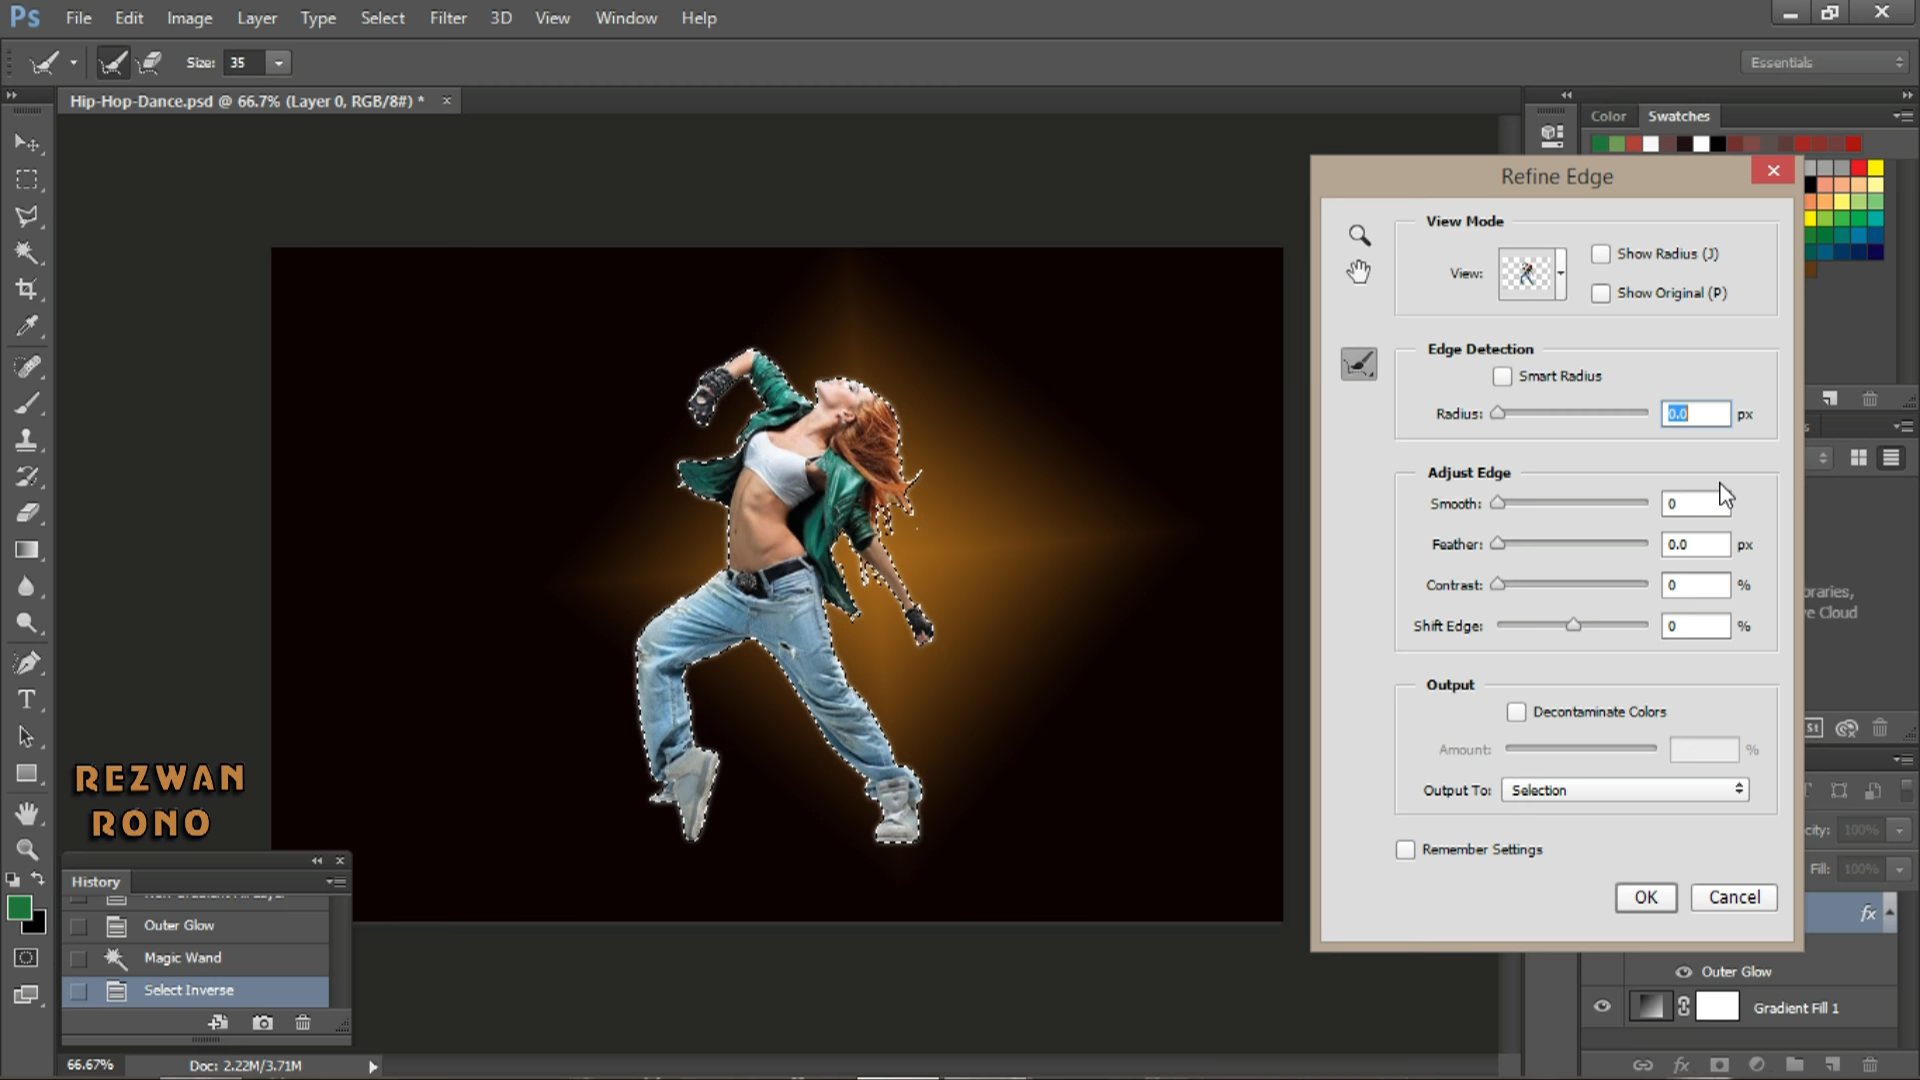 Ps File Edit Image Layer Type Select Filter 3D View Window Help
Size: 35
Essentials
Hip-Hop-Dance.psd @ 66.7% (Layer 0, RGB/8#) *
Color Swatches
Refine Edge
View Mode
View:
Show Radius (J)
Show Original (P)
Edge Detection
Smart Radius
Radius: 0.0 px
Adjust Edge
Smooth: 0
Feather: 0.0 px
Contrast: 0 %
Shift Edge: 0 %
Output
Decontaminate Colors
Amount: %
Output To: Selection
Remember Settings
OK Cancel
St
Fill: 100%
100%
fx
Outer Glow
Gradient Fill 1
fx
REZWAN
RONO
History
Outer Glow
Magic Wand
Select Inverse
T
66.67% Doc: 2.22M/3.71M